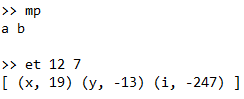 >> mp
a b
>> et 12 7
[ (x, 19) (y, -13) (i, -247) ]